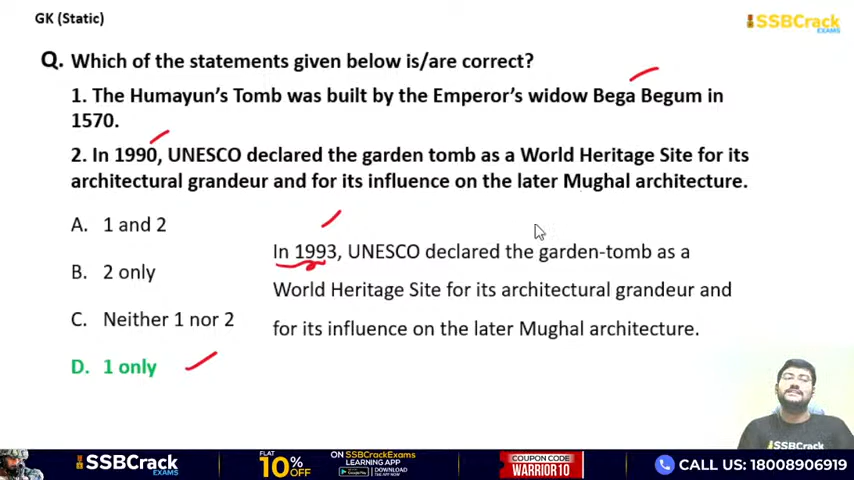 GK (Static)
SSBCrack
EXAMS
Q. Which of the statements given below is/are correct?
1. The Humayun's Tomb was built by the Emperor's widow Bega Begum in
1570.
2. In 1990, UNESCO declared the garden tomb as a World Heritage Site for its
architectural grandeur and for its influence on the later Mughal architecture.
A. 1 and 2
B. 2 only
C. Neither 1 nor 2
D. 1 only
In 1993, UNESCO declared the garden-tomb as a
World Heritage Site for its architectural grandeur and
for its influence on the later Mughal architecture.
SSBCrack
SSBCrack
EXAMS
FLAT
10% OFF
ON SSBCrackExams
LEARNING APP
Google Play
DOWNLOAD
THE APP NOW
COUPON CODE
WARRIOR10
CALL US: 18008906919